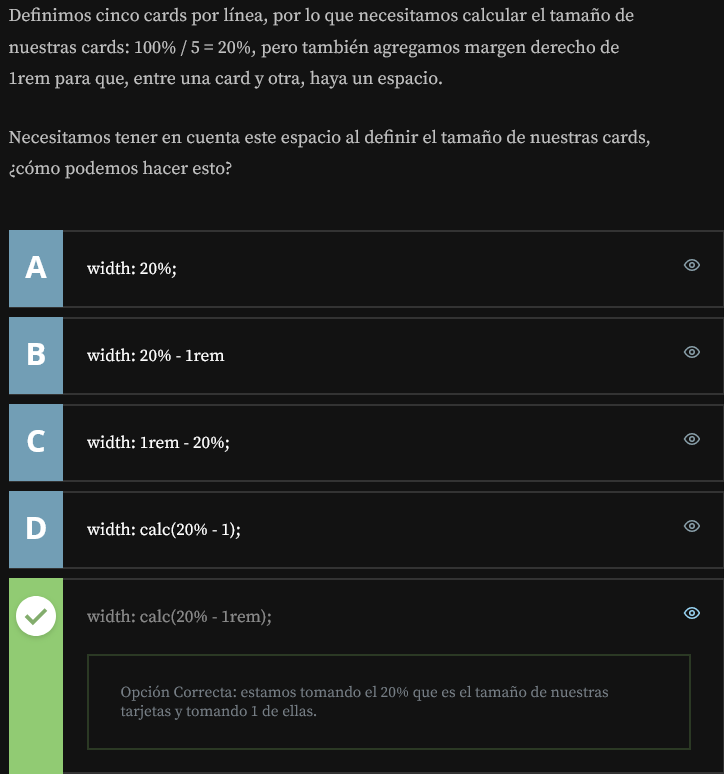 Definimos cinco cards por línea, por lo que necesitamos calcular el tamaño de
nuestras cards: 100% / 5 = 20%, pero también agregamos margen derecho de
1rem para que, entre una card y otra, haya un espacio.
Necesitamos tener en cuenta este espacio al definir el tamaño de nuestras cards,
¿cómo podemos hacer esto?
A
width: 20%;
B
width: 20% - 1rem
C
width: 1rem - 20%;
D
width: calc(20% - 1);
width: calc(20% - 1rem);
Opción Correcta: estamos tomando el 20% que es el tamaño de nuestras
tarjetas y tomando 1 de ellas.